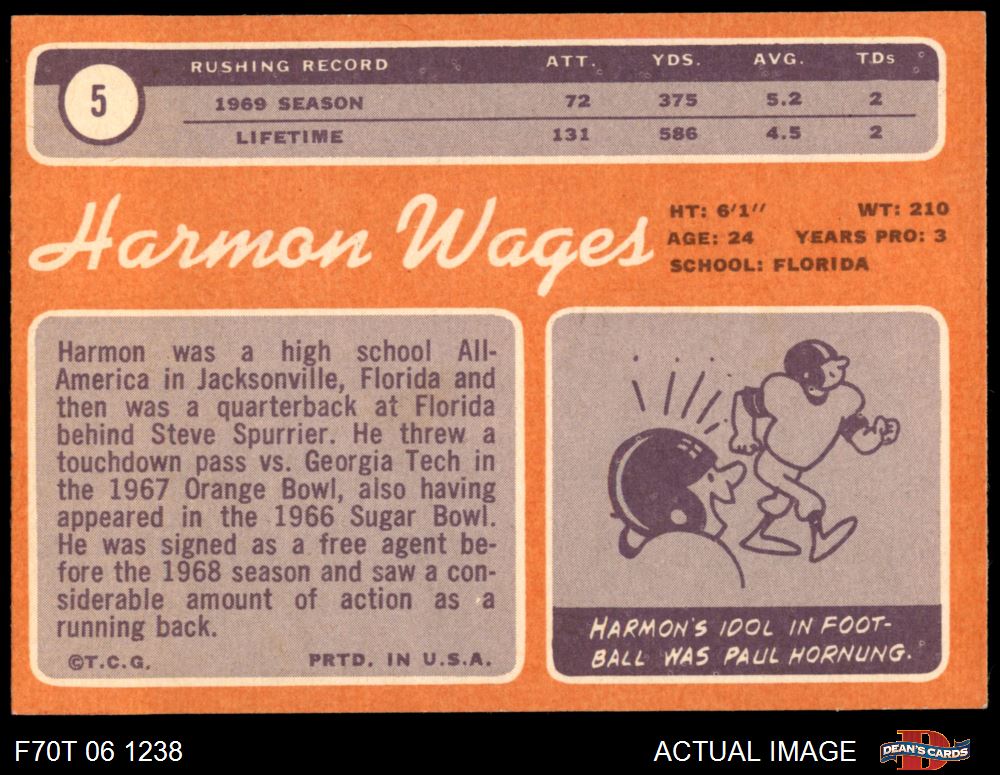 5
RUSHING RECORD ATT. YDS. AVG. TDs
1969 SEASON 72 375 5.2 2
LIFETIME 131 586 4.5 2
Harmon Wages
HT: 6'1" WT: 210
AGE: 24 YEARS PRO: 3
SCHOOL: FLORIDA
Harmon was a high school All-
America in Jacksonville, Florida and
then was a quarterback at Florida
behind Steve Spurrier. He threw a
touchdown pass vs. Georgia Tech in
the 1967 Orange Bowl, also having
appeared in the 1966 Sugar Bowl.
He was signed as a free agent be-
fore the 1968 season and saw a con-
siderable amount of action as a
running back.
©T.C.G. PRTD. IN U.S.A.
HARMON'S IDOL IN FOOT-
BALL WAS PAUL HORNUNG.
F70T 06 1238 ACTUAL IMAGE DEAN'S CARDS